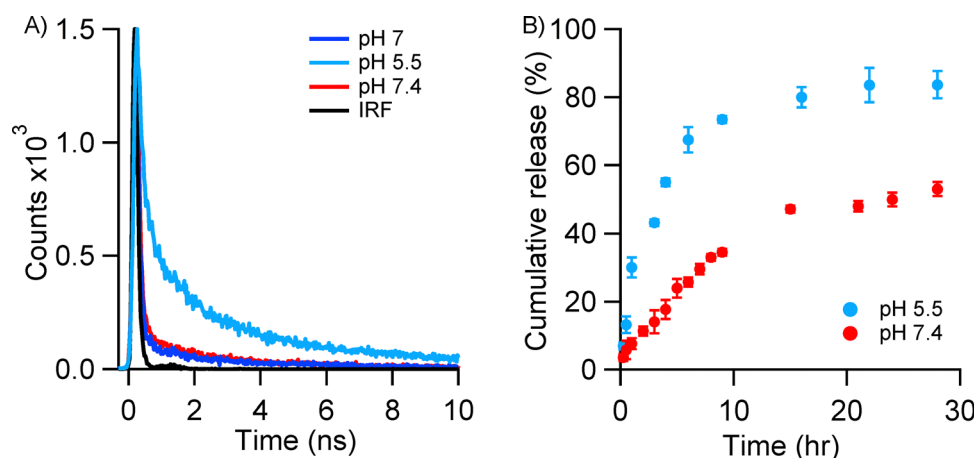 A)
Counts x10³
1.5
1.0
0.5
0.0
pH 7
pH 5.5
pH 7.4
IRF
0 2 4 6 8 10
Time (ns)
B)
Cumulative release (%)
100
80
60
40
20
0
pH 5.5
pH 7.4
0 10 20 30
Time (hr)